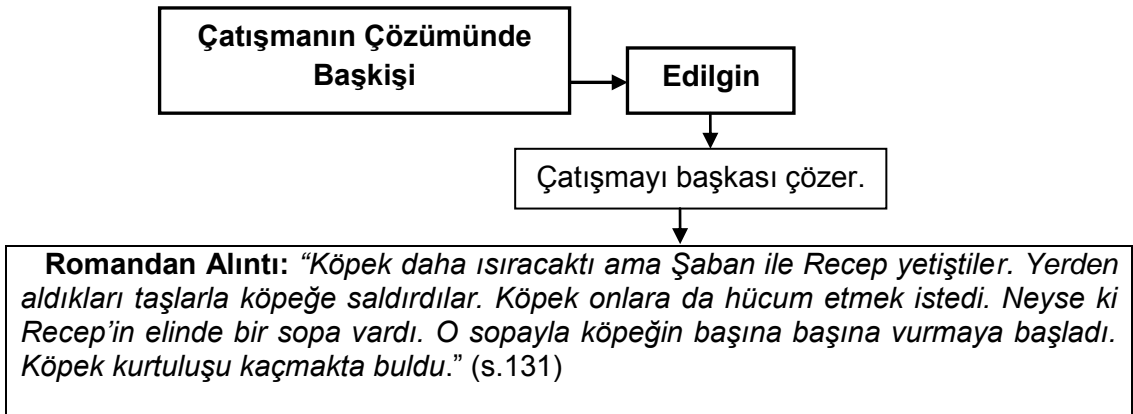 Çatışmanın Çözümünde
Başkişi
Edilgin
Çatışmayı başkası çözer.
Romandan Alıntı: “Köpek daha ısıracaktı ama Şaban ile Recep yetiştiler. Yerden
aldıkları taşlarla köpeğe saldırdılar. Köpek onlara da hücum etmek istedi. Neyse ki
Recep’in elinde bir sopa vardı. O sopayla köpeğin başına başına vurmaya başladı.
Köpek kurtuluşu kaçmakta buldu.” (s.131)